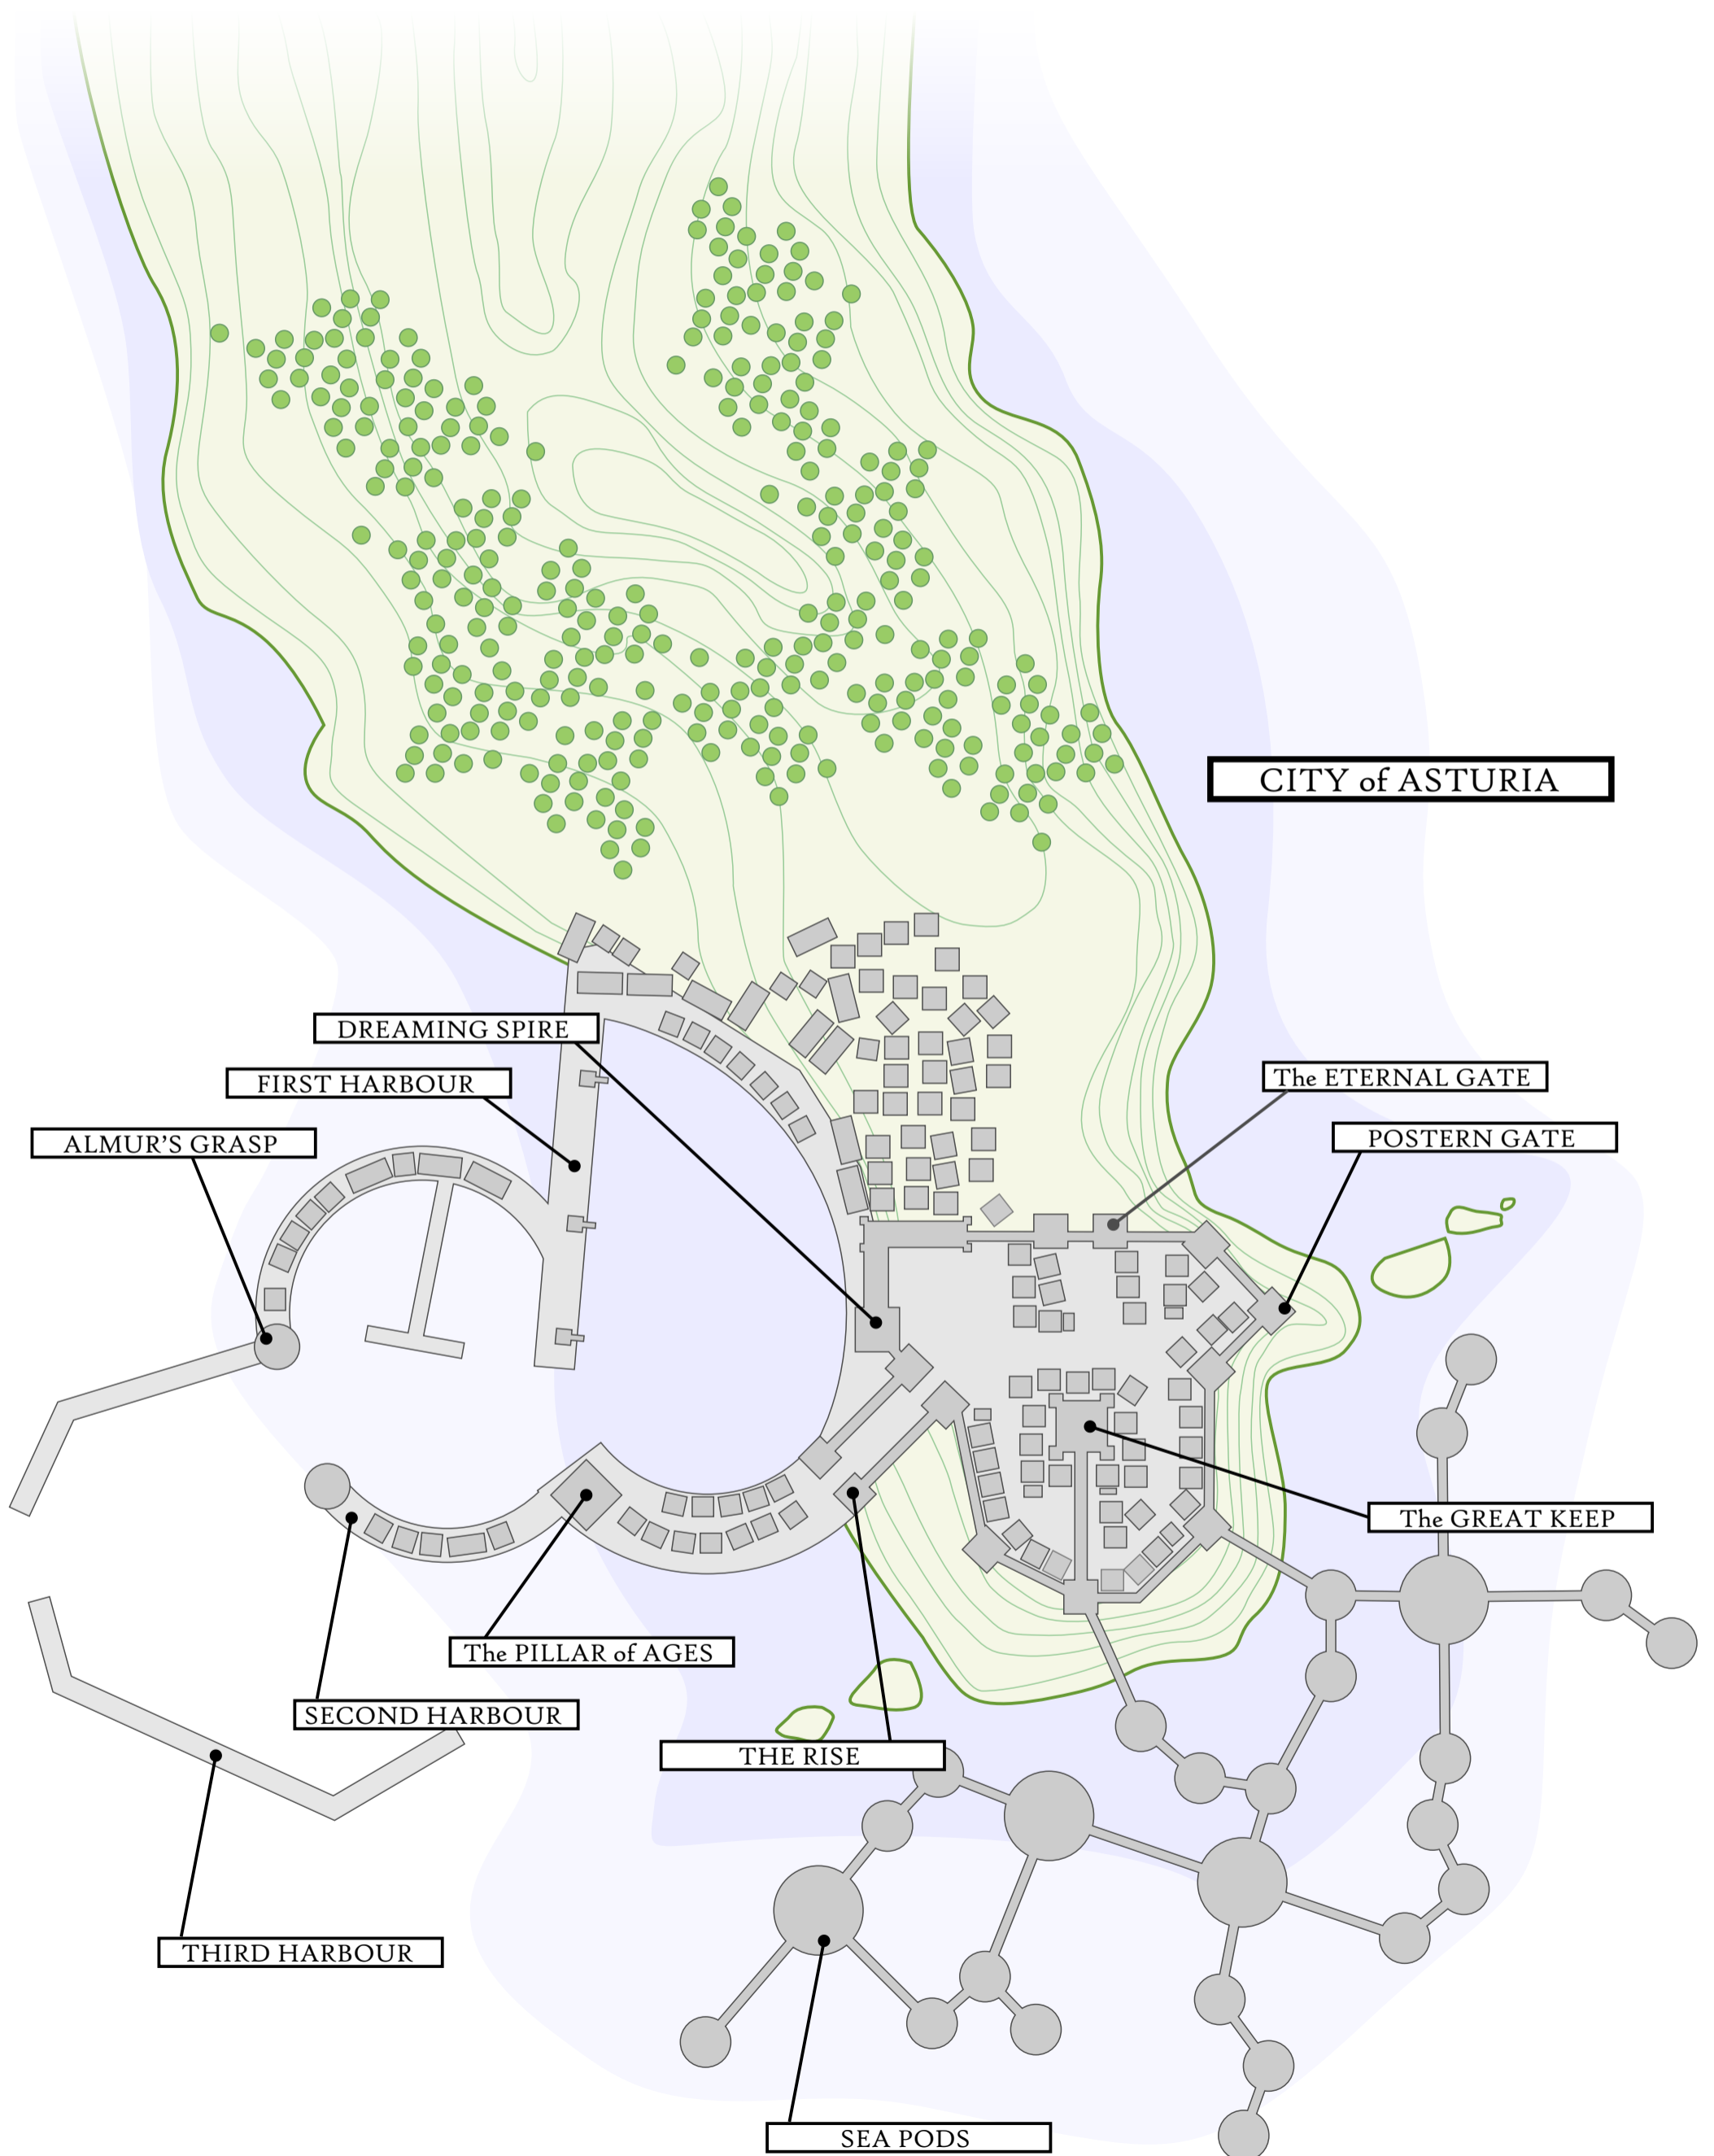 CITY of ASTURIA
DREAMING SPIRE
FIRST HARBOUR
The ETERNAL GATE
ALMUR'S GRASP
POSTERN GATE
The GREAT KEEP
The PILLAR of AGES
SECOND HARBOUR
THE RISE
THIRD HARBOUR
SEA PODS